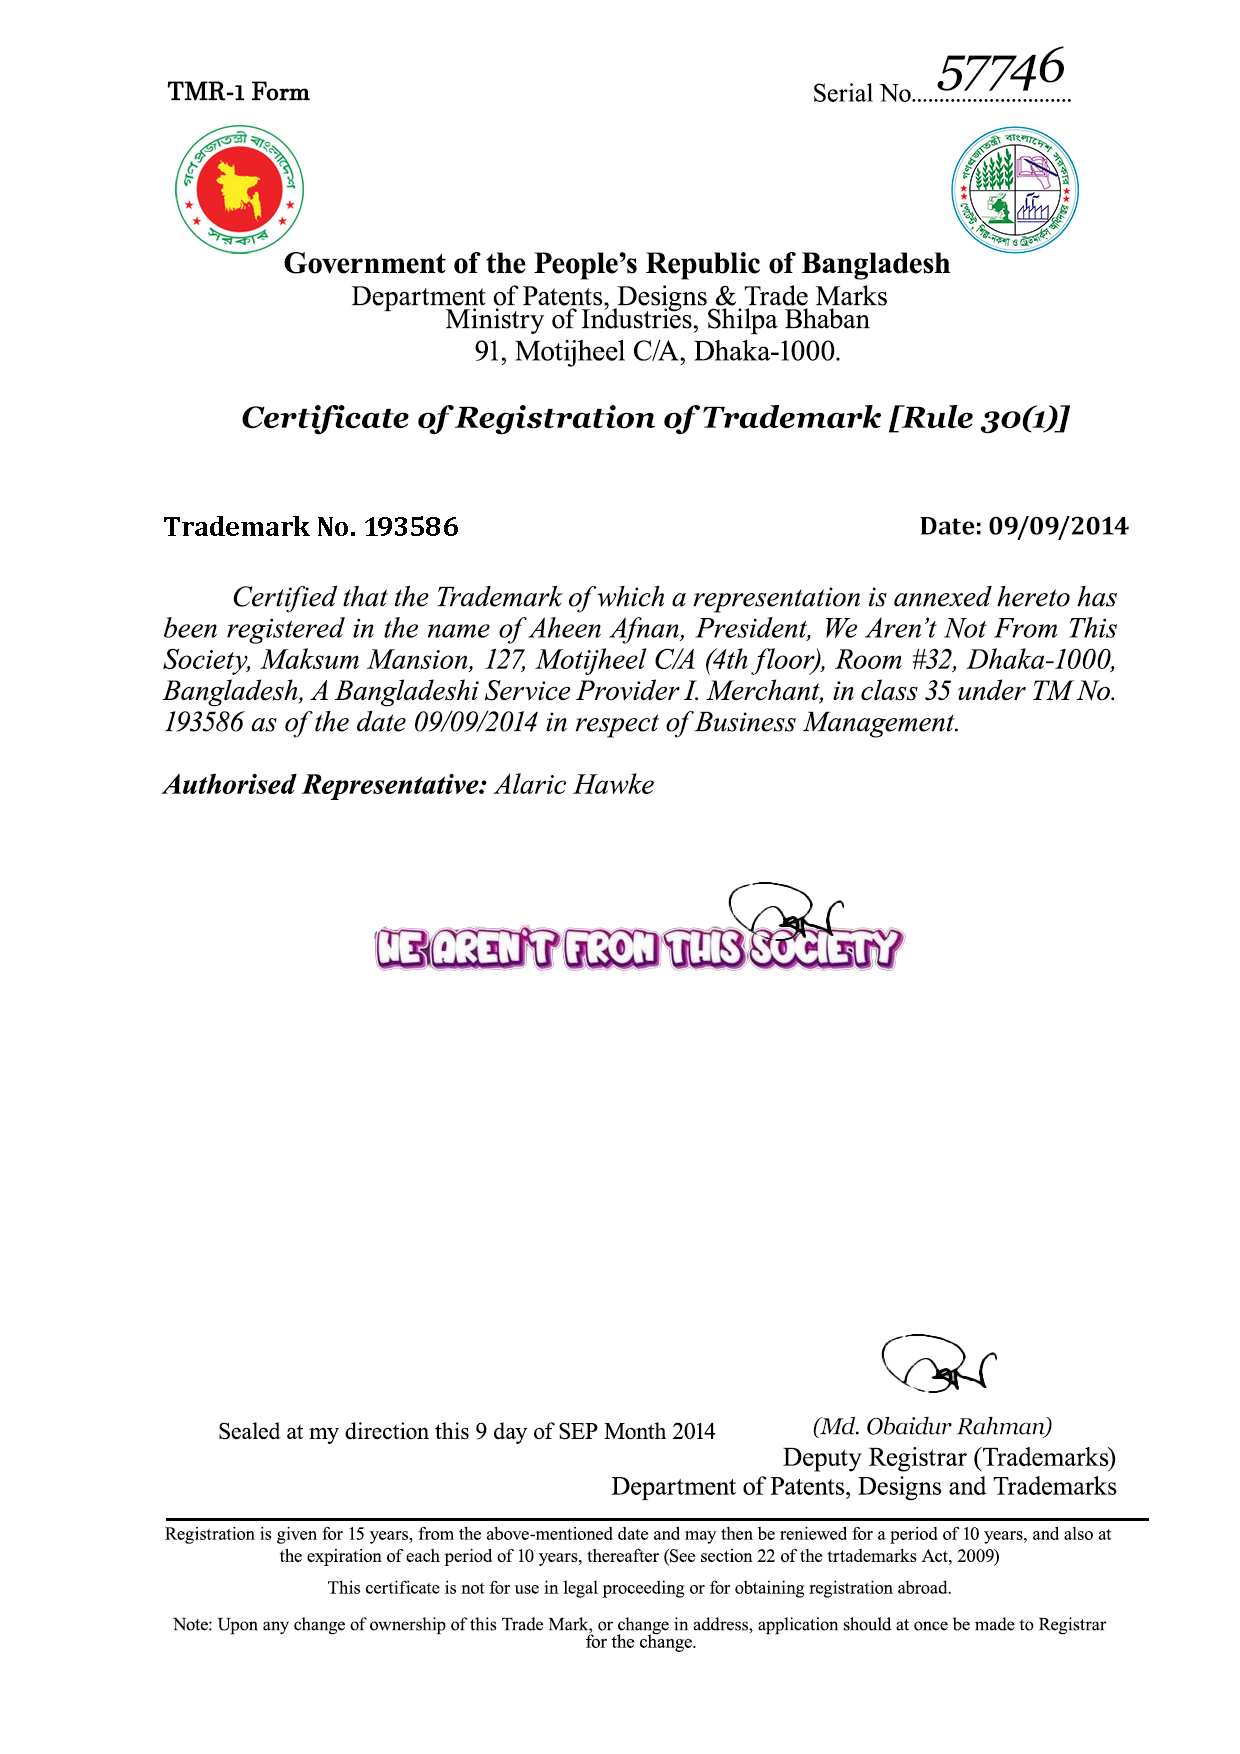 TMR-1 Form
Serial No............................. 57746
গণপ্রজাতন্ত্রী বাংলাদেশ
সরকার
গণপ্রজাতন্ত্রী বাংলাদেশ সরকার
পেটেন্ট, শিল্প-নকশা ও ট্রেডমার্কস অধিদপ্তর
Government of the People’s Republic of Bangladesh
Department of Patents, Designs & Trade Marks
Ministry of Industries, Shilpa Bhaban
91, Motijheel C/A, Dhaka-1000.
Certificate of Registration of Trademark [Rule 30(1)]
Trademark No. 193586
Date: 09/09/2014
Certified that the Trademark of which a representation is annexed hereto has
been registered in the name of Aheen Afnan, President, We Aren’t Not From This
Society, Maksum Mansion, 127, Motijheel C/A (4th floor), Room #32, Dhaka-1000,
Bangladesh, A Bangladeshi Service Provider I. Merchant, in class 35 under TM No.
193586 as of the date 09/09/2014 in respect of Business Management.
Authorised Representative: Alaric Hawke
WE AREN'T FROM THIS SOCIETY
Sealed at my direction this 9 day of SEP Month 2014
(Md. Obaidur Rahman)
Deputy Registrar (Trademarks)
Department of Patents, Designs and Trademarks
Registration is given for 15 years, from the above-mentioned date and may then be reniewed for a period of 10 years, and also at
the expiration of each period of 10 years, thereafter (See section 22 of the trtademarks Act, 2009)
This certificate is not for use in legal proceeding or for obtaining registration abroad.
Note: Upon any change of ownership of this Trade Mark, or change in address, application should at once be made to Registrar
for the change.